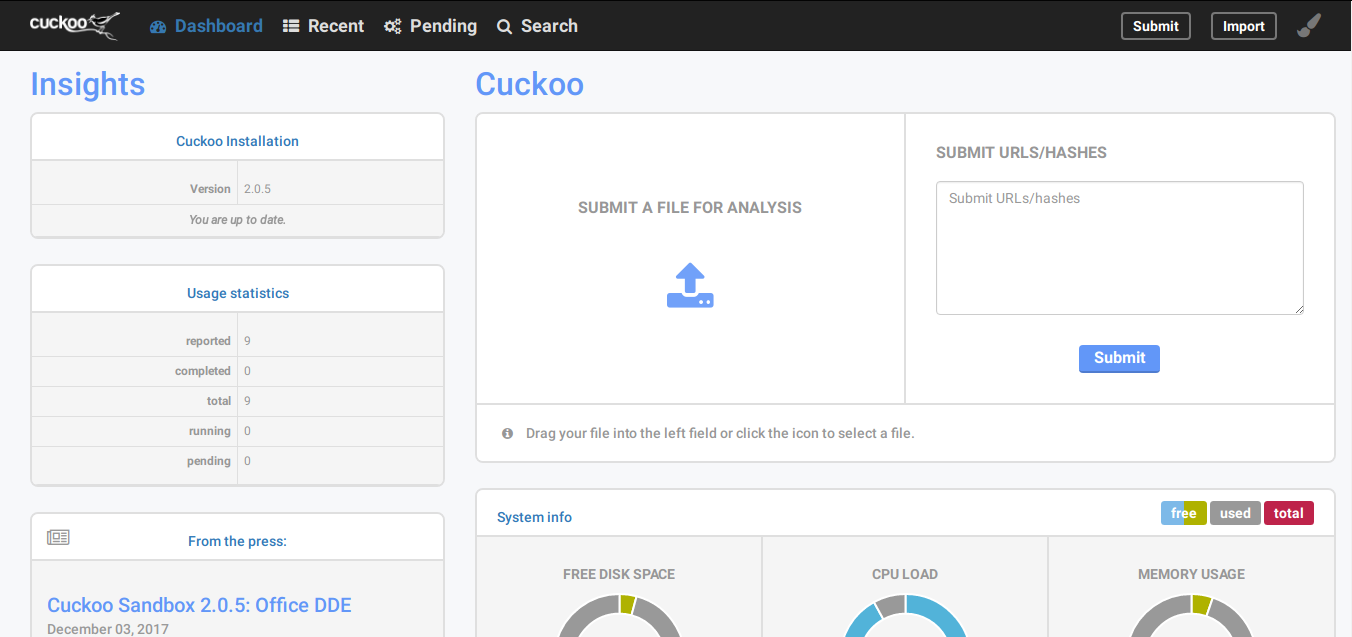 cuckoo Dashboard Recent Pending Search Submit Import
Insights
Cuckoo Installation
Version 2.0.5
You are up to date.
Usage statistics
reported 9
completed 0
total 9
running 0
pending 0
From the press:
Cuckoo Sandbox 2.0.5: Office DDE
December 03, 2017
Cuckoo
SUBMIT A FILE FOR ANALYSIS
SUBMIT URLS/HASHES
Submit URLs/hashes
Submit
Drag your file into the left field or click the icon to select a file.
System info free used total
FREE DISK SPACE CPU LOAD MEMORY USAGE